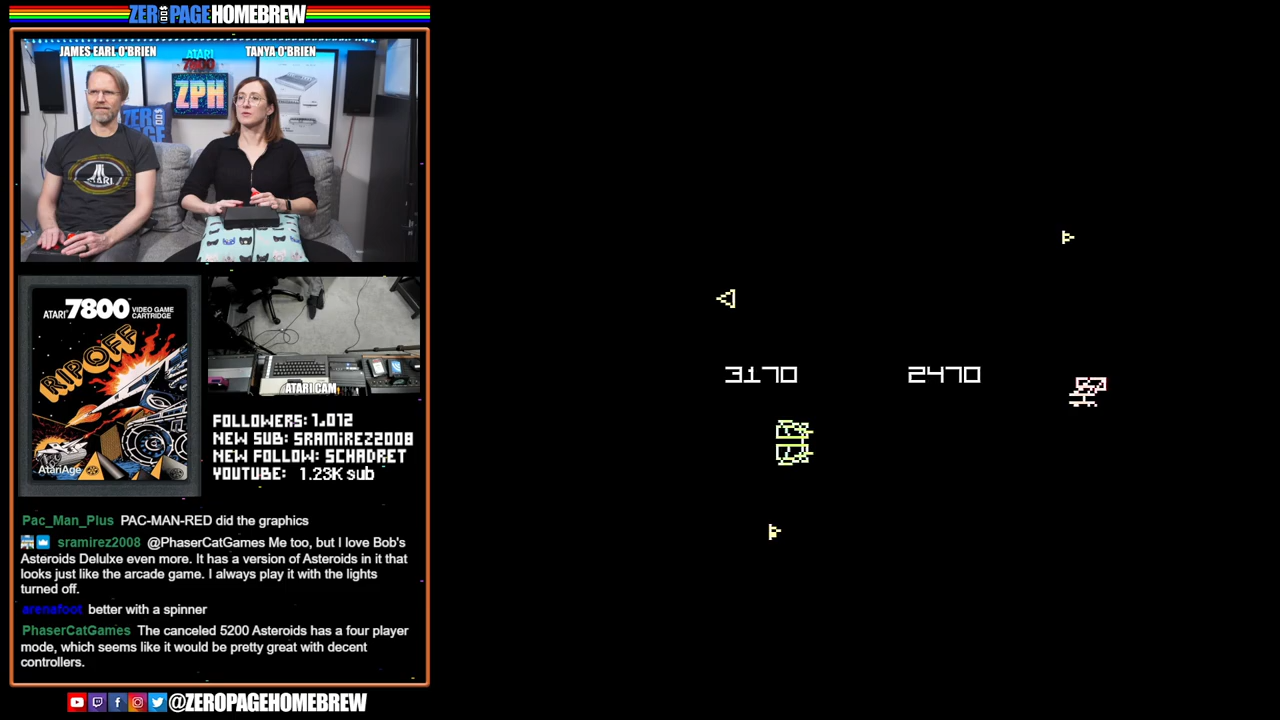 ZEROPAGEHOMEBREW
JAMES EARL O'BRIEN
TANYA O'BRIEN
ATARI
7800
ZPH
ATARI
ATARI 7800 VIDEO GAME CARTRIDGE
RIPOFF
AtariAge
ATARI CAM
FOLLOWERS: 1,012
NEW SUB: SRAMIREZ2008
NEW FOLLOW: SCHADRET
YOUTUBE: 1.23K sub
Pac_Man_Plus PAC-MAN-RED did the graphics
sramirez2008 @PhaserCatGames Me too, but I love Bob's
Asteroids Delulxe even more. It has a version of Asteroids in it that
looks just like the arcade game. I always play it with the lights
turned off.
arenafoot better with a spinner
PhaserCatGames The canceled 5200 Asteroids has a four player
mode, which seems like it would be pretty great with decent
controllers.
@ZEROPAGEHOMEBREW
3170
2470